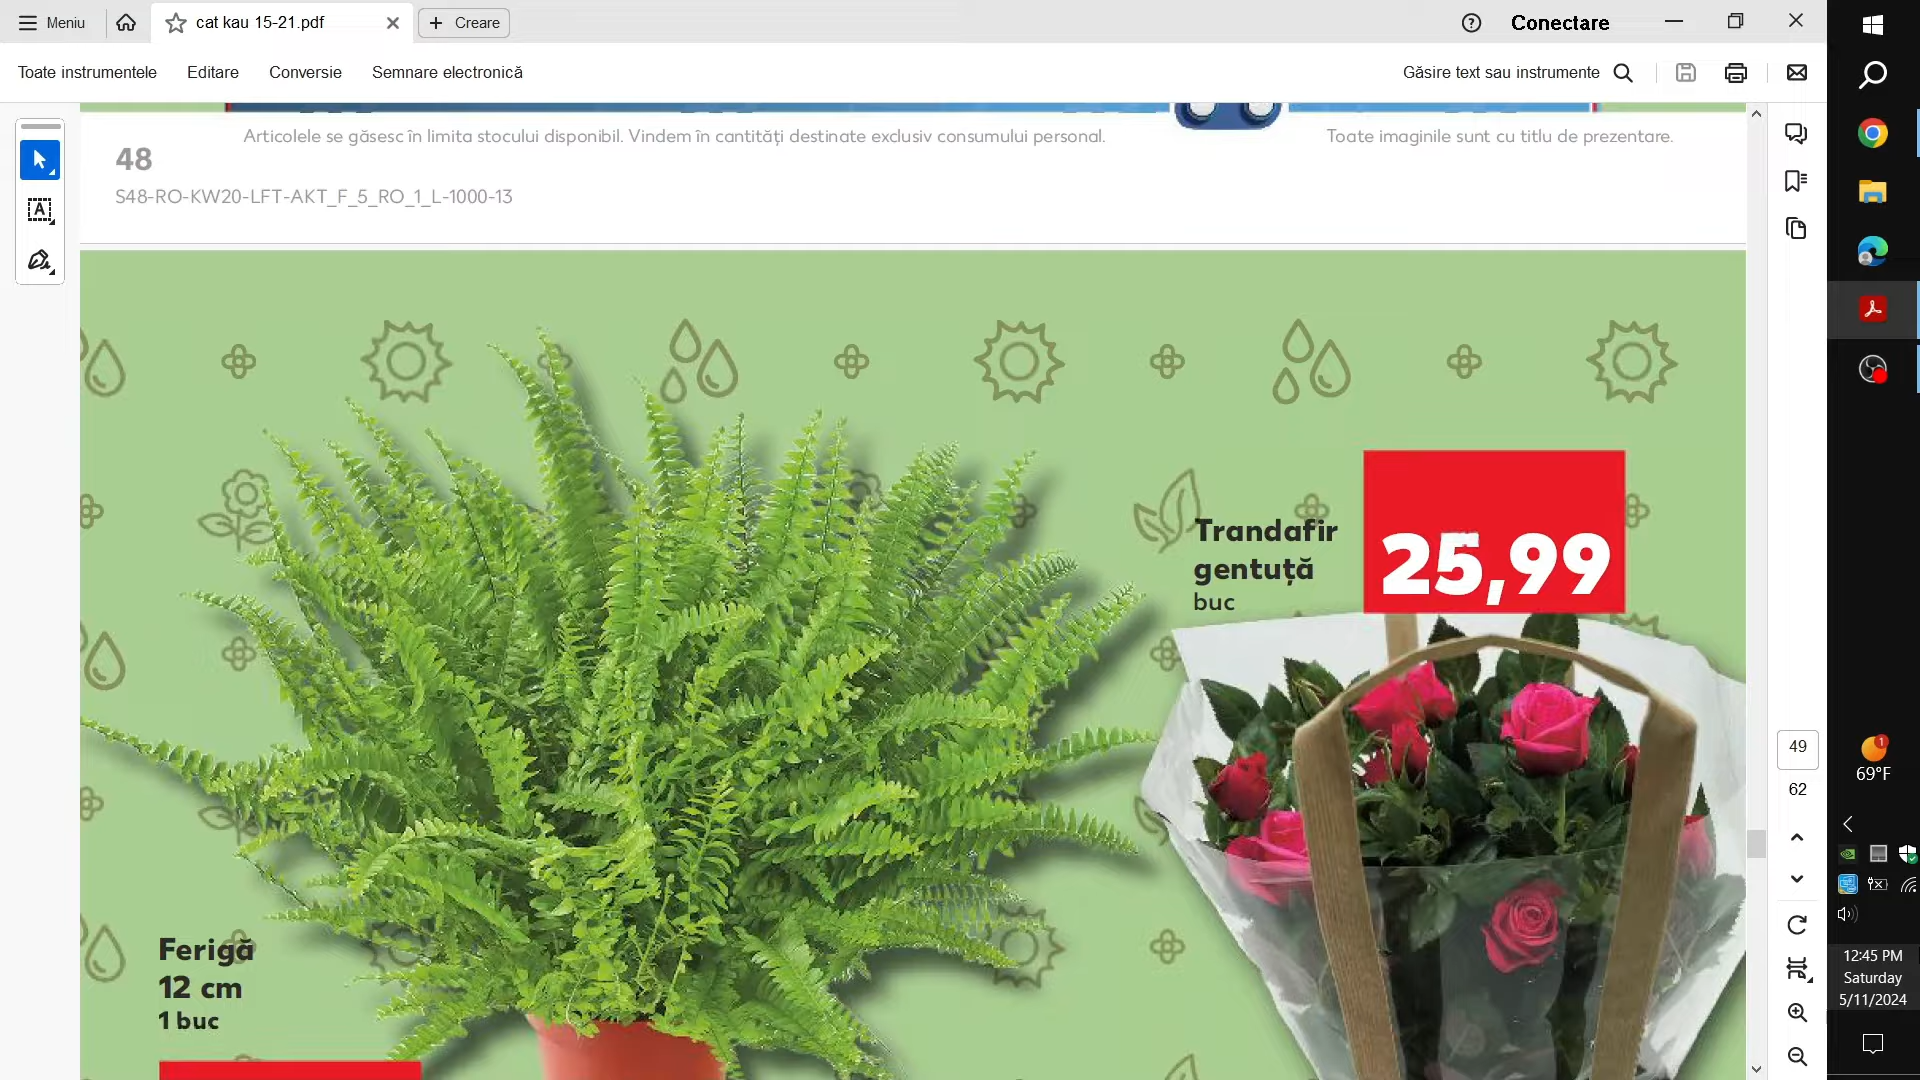 Meniu
cat kau 15-21.pdf
Creare
Conectare
Toate instrumentele
Editare
Conversie
Semnare electronică
Găsire text sau instrumente
Articolele se găsesc în limita stocului disponibil. Vindem în cantități destinate exclusiv consumului personal.
Toate imaginile sunt cu titlu de prezentare.
48
S48-RO-KW20-LFT-AKT_F_5_RO_1_L-1000-13
Trandafir
gentuță
buc
25,99
Ferigă
12 cm
1 buc
49
62
1
69°F
12:45 PM
Saturday
5/11/2024